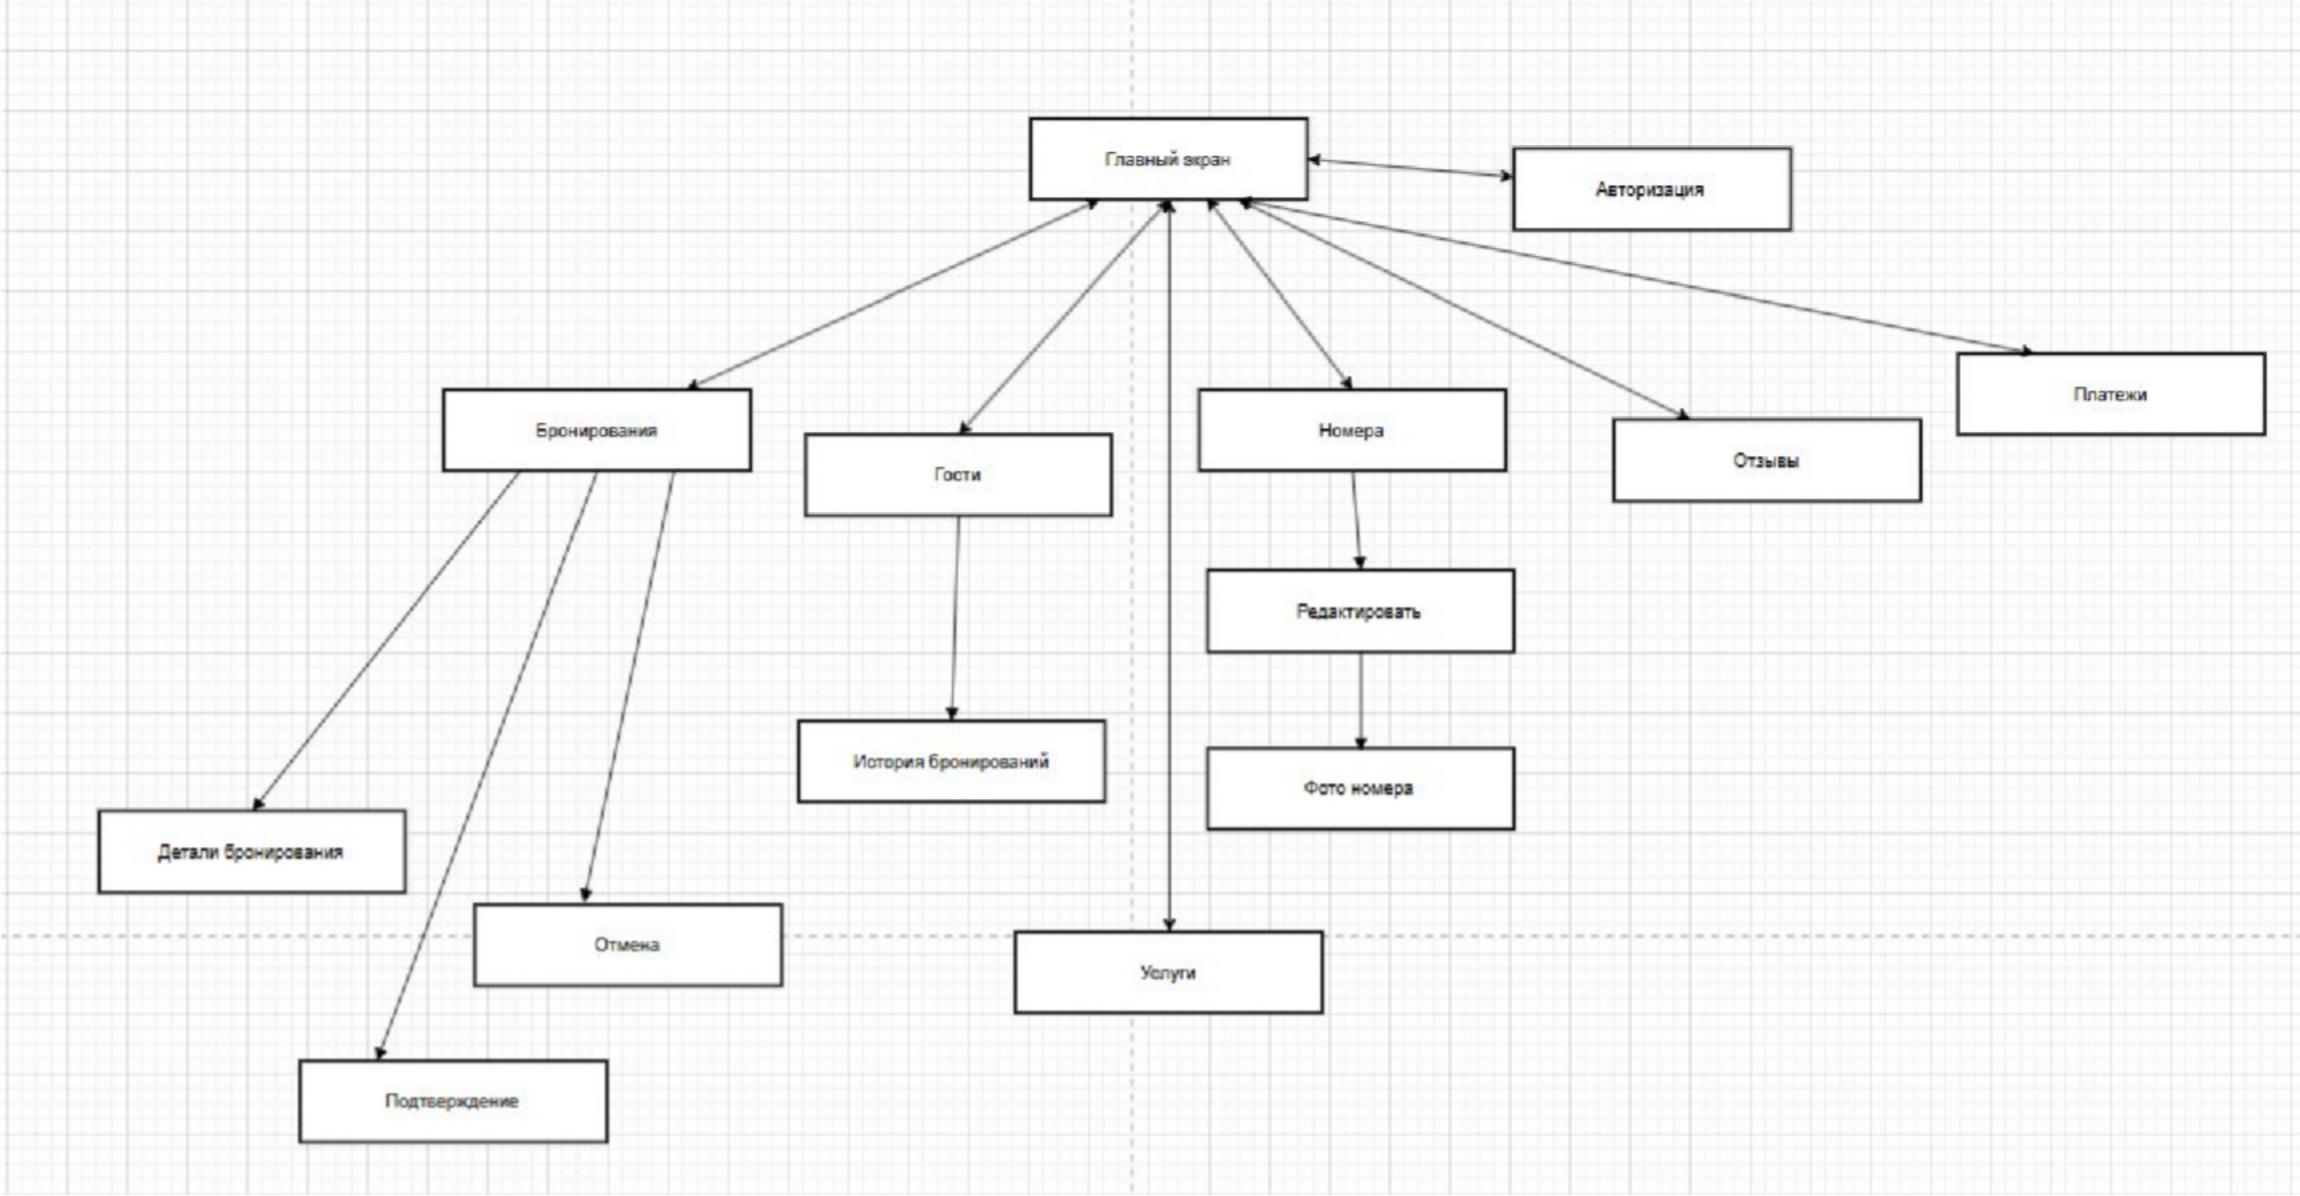 Главный экран
Авторизация
Бронирования
Гости
Номера
Отзывы
Платежи
Редактировать
История бронирований
Фото номера
Детали бронирования
Отмена
Услуги
Подтверждение